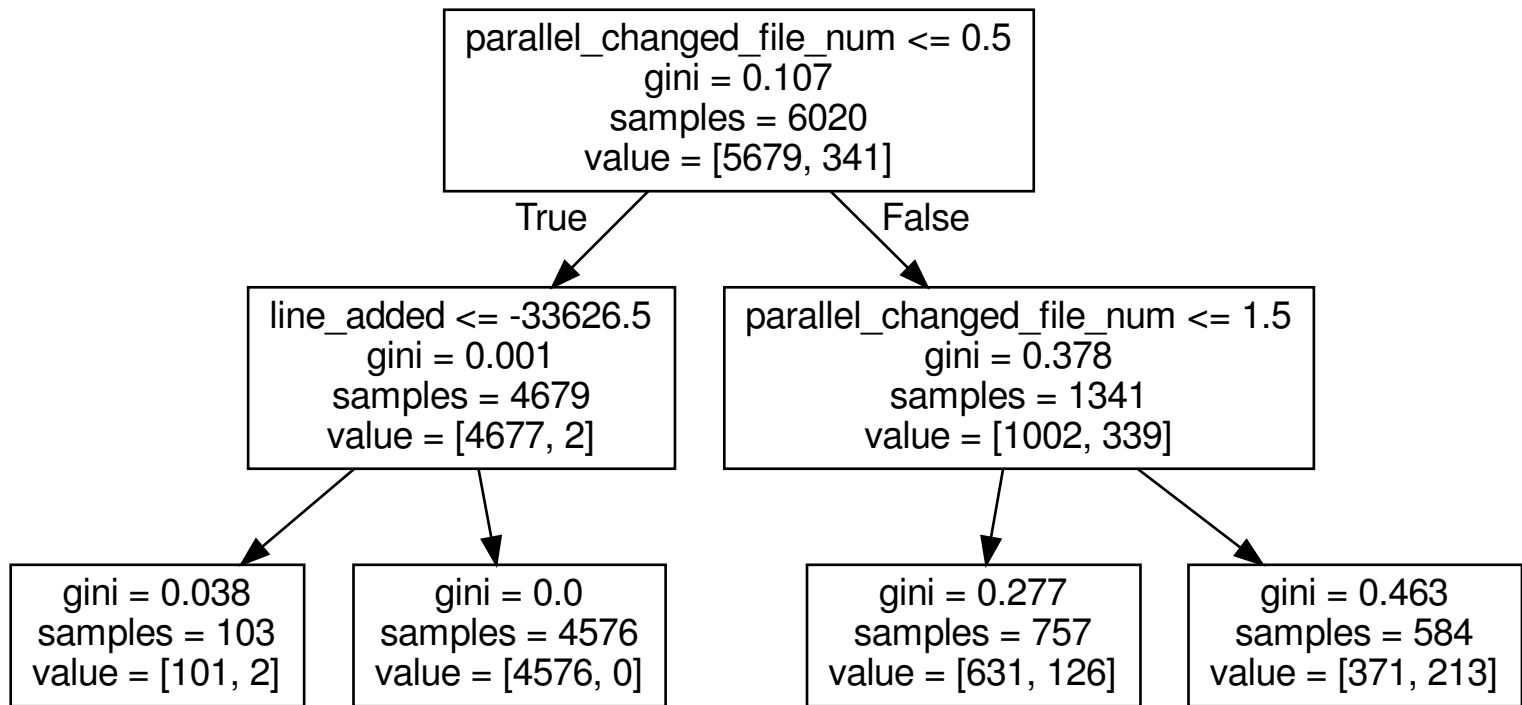 parallel_changed_file_num <= 0.5
gini = 0.107
samples = 6020
value = [5679, 341]
True
False
line_added <= -33626.5
gini = 0.001
samples = 4679
value = [4677, 2]
parallel_changed_file_num <= 1.5
gini = 0.378
samples = 1341
value = [1002, 339]
gini = 0.038
samples = 103
value = [101, 2]
gini = 0.0
samples = 4576
value = [4576, 0]
gini = 0.277
samples = 757
value = [631, 126]
gini = 0.463
samples = 584
value = [371, 213]